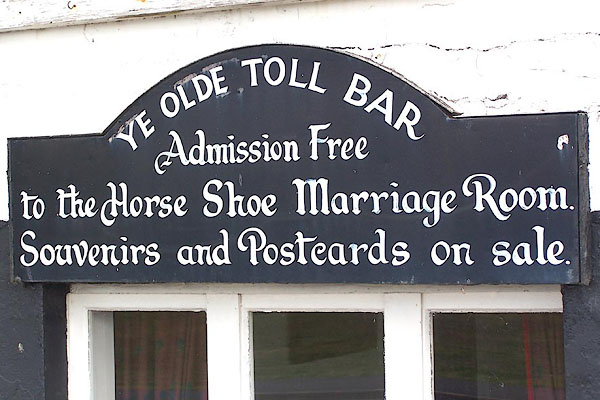 YE OLDE TOLL BAR
Admission Free
to the Horse Shoe Marriage Room.
Souvenirs and Postcards on sale.